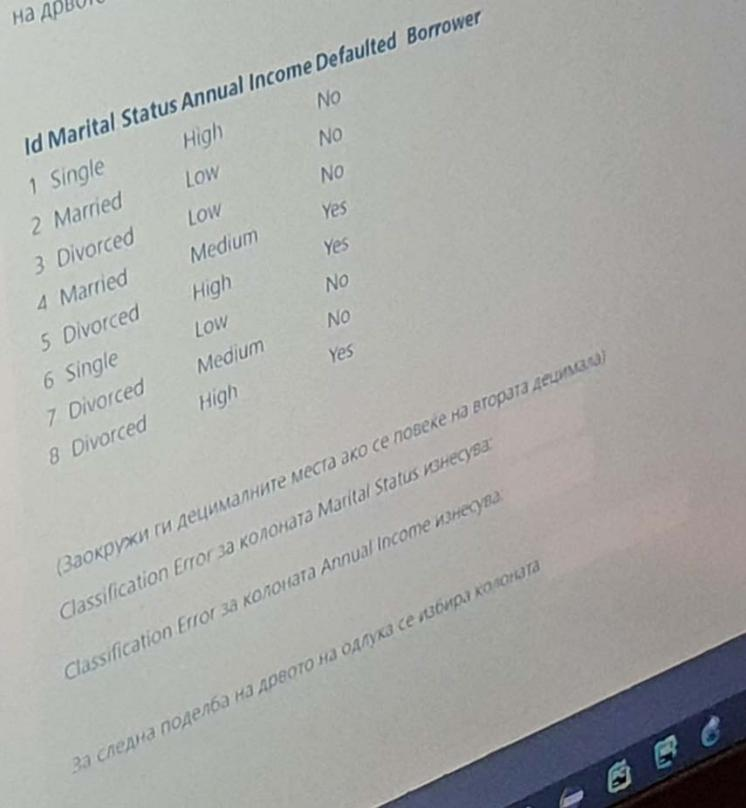 на
Id Marital Status Annual Income Defaulted Borrower
1 Single High No
2 Married Low No
3 Divorced Low No
4 Married Medium Yes
5 Divorced High Yes
6 Single Low No
7 Divorced Medium No
8 Divorced High Yes
(Заокружи ги децималните места ако се повеќе на втората децимала)
Classification Error за колоната Marital Status изнесува:
Classification Error за колоната Annual Income изнесува:
За следна поделба на дрвото на одлука се избира колоната